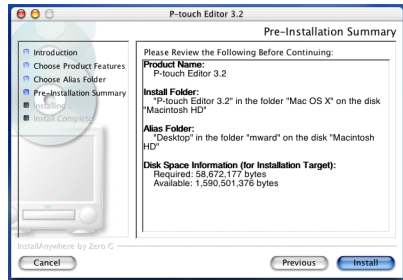 P-touch Editor 3.2
Pre-Installation Summary
Introduction
Choose Product Features
Choose Alias Folder
Pre-Installation Summary
Installing...
Install Complete
Please Review the Following Before Continuing:
Product Name:
P-touch Editor 3.2
Install Folder:
"P-touch Editor 3.2" in the folder "Mac OS X" on the disk
"Macintosh HD"
Alias Folder:
"Desktop" in the folder "mward" on the disk "Macintosh
HD"
Disk Space Information (for Installation Target):
Required: 58,672,177 bytes
Available: 1,590,501,376 bytes
InstallAnywhere by Zero G
Cancel
Previous
Install